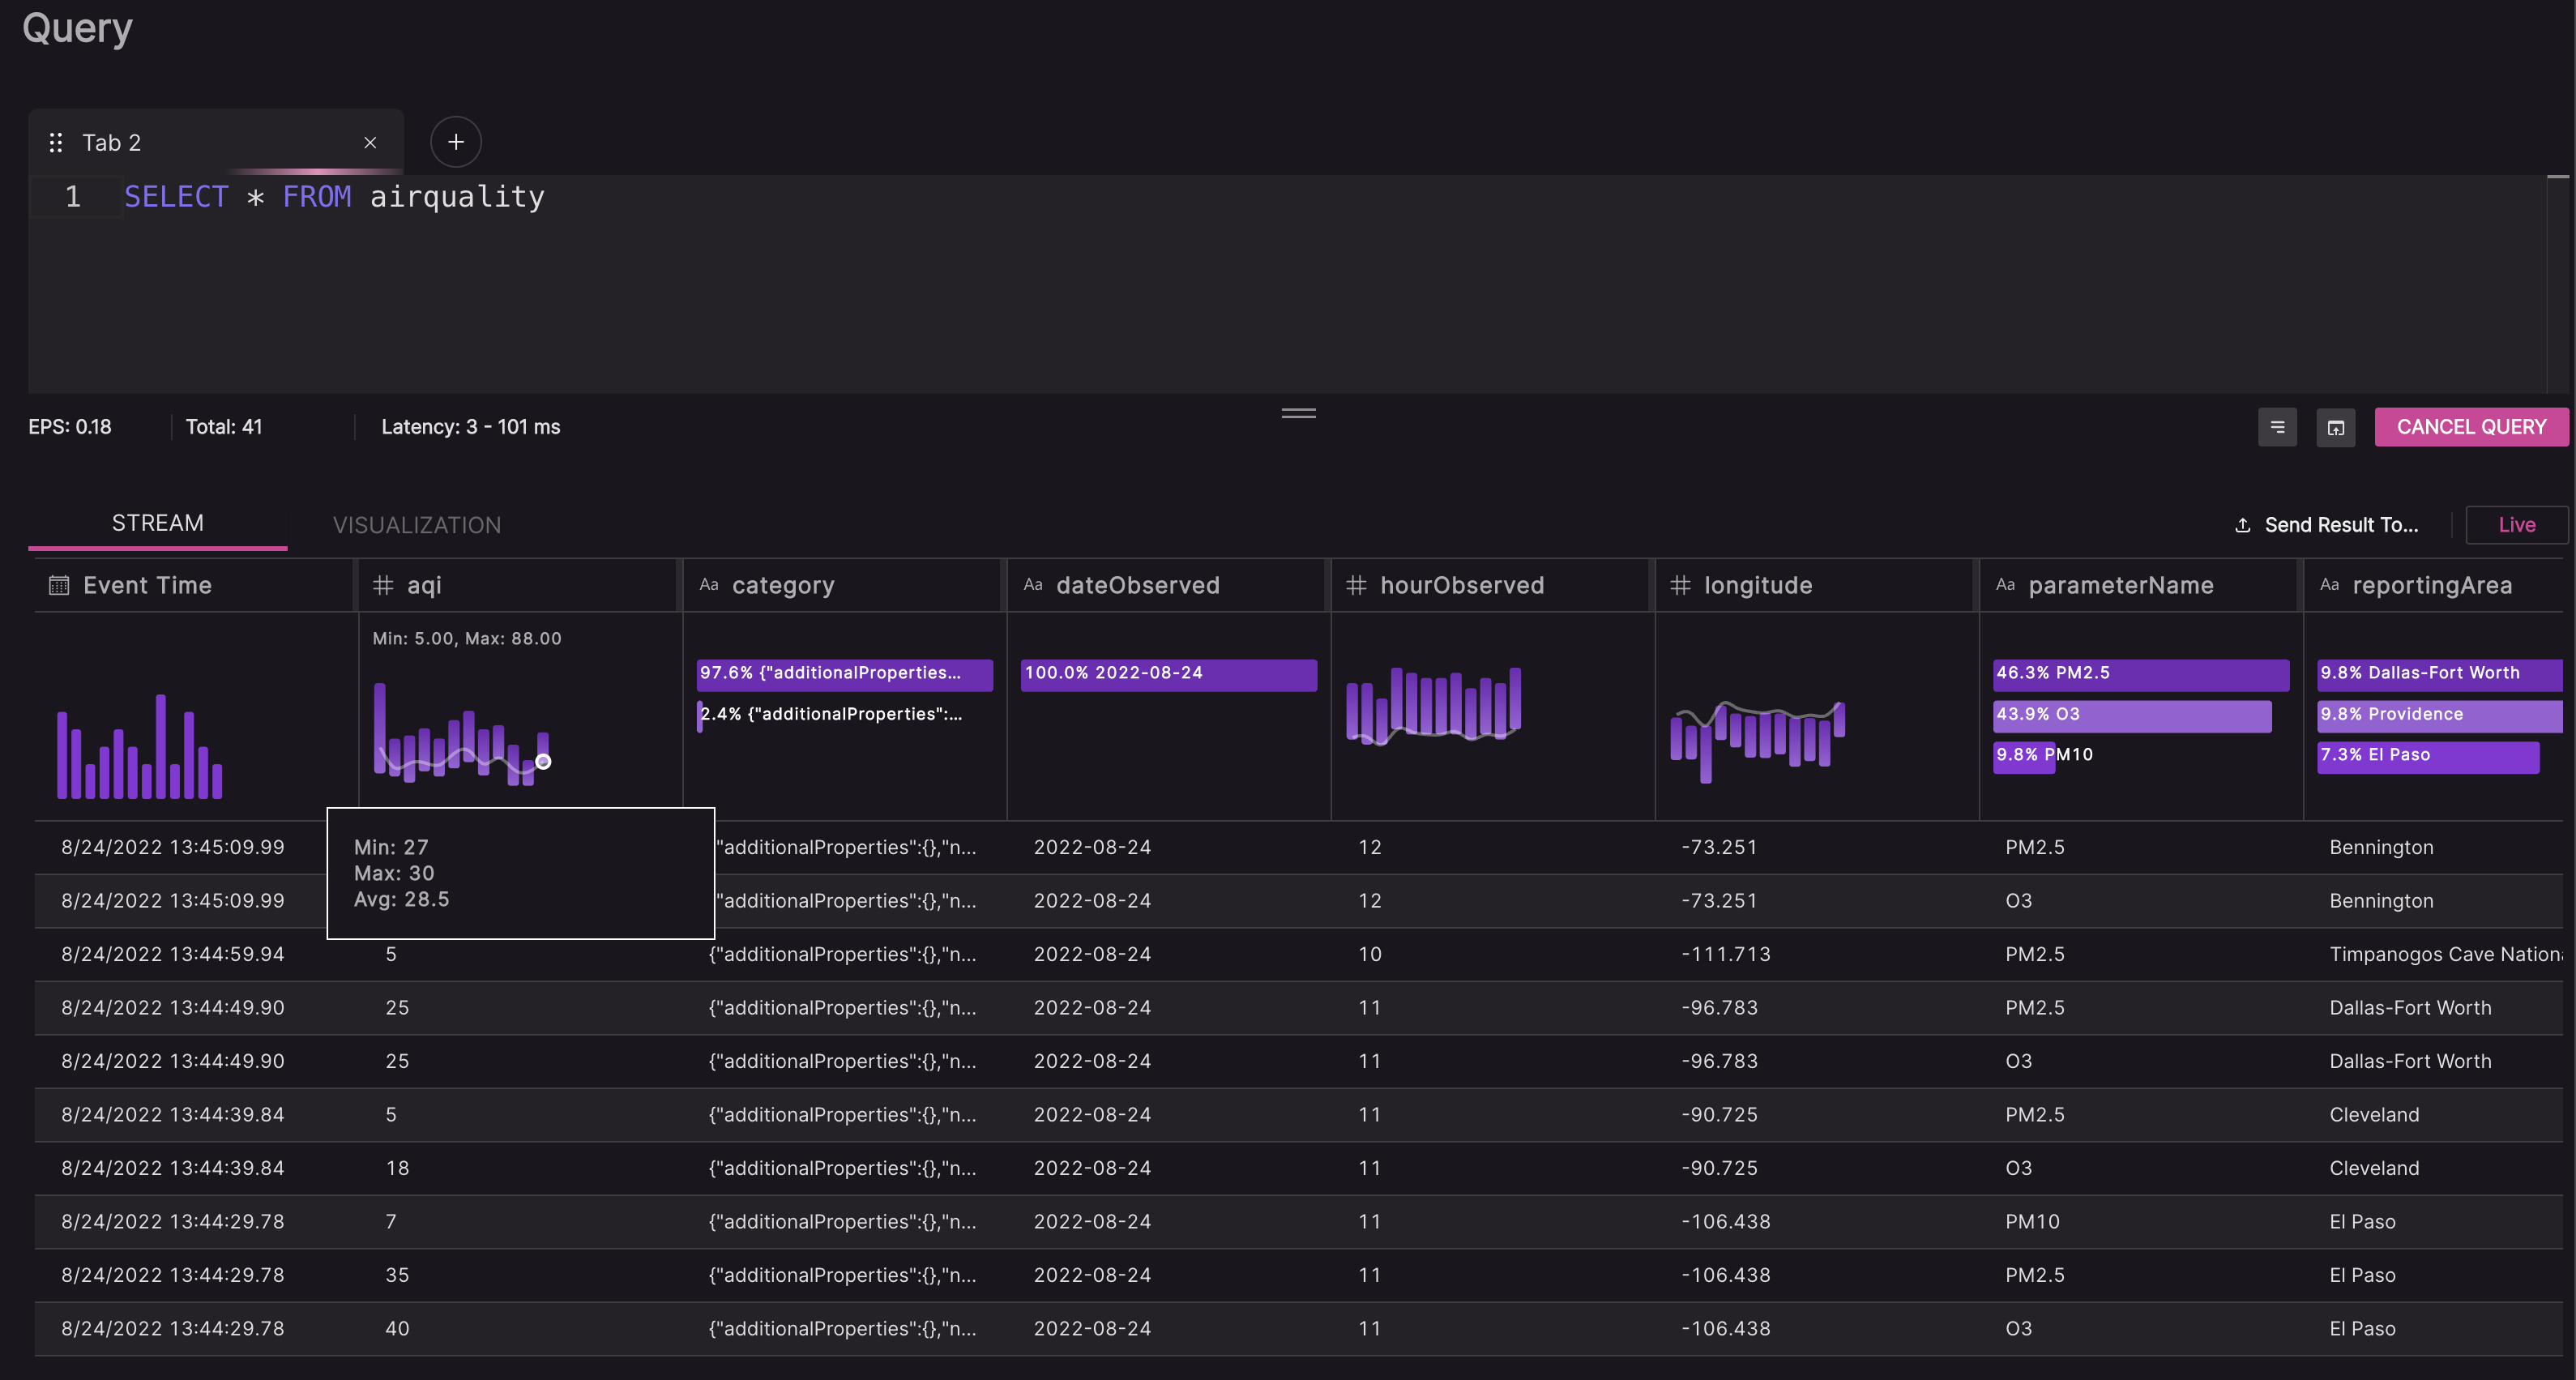 Query
Tab 2
1 SELECT * FROM airquality
EPS: 0.18 Total: 41 Latency: 3 - 101 ms CANCEL QUERY
STREAM VISUALIZATION Send Result To... Live
Event Time # aqi Aa category Aa dateObserved # hourObserved # longitude Aa parameterName Aa reportingArea
Min: 5.00, Max: 88.00
97.6% {"additionalProperties... 100.0% 2022-08-24 46.3% PM2.5 9.8% Dallas-Fort Worth
2.4% {"additionalProperties":... 43.9% O3 9.8% Providence
9.8% PM10 7.3% El Paso
8/24/2022 13:45:09.99 "additionalProperties":{},"n... 2022-08-24 12 -73.251 PM2.5 Bennington
8/24/2022 13:45:09.99 "additionalProperties":{},"n... 2022-08-24 12 -73.251 O3 Bennington
Min: 27
Max: 30
Avg: 28.5
8/24/2022 13:44:59.94 5 {"additionalProperties":{},"n... 2022-08-24 10 -111.713 PM2.5 Timpanogos Cave Nation
8/24/2022 13:44:49.90 25 {"additionalProperties":{},"n... 2022-08-24 11 -96.783 PM2.5 Dallas-Fort Worth
8/24/2022 13:44:49.90 25 {"additionalProperties":{},"n... 2022-08-24 11 -96.783 O3 Dallas-Fort Worth
8/24/2022 13:44:39.84 5 {"additionalProperties":{},"n... 2022-08-24 11 -90.725 PM2.5 Cleveland
8/24/2022 13:44:39.84 18 {"additionalProperties":{},"n... 2022-08-24 11 -90.725 O3 Cleveland
8/24/2022 13:44:29.78 7 {"additionalProperties":{},"n... 2022-08-24 11 -106.438 PM10 El Paso
8/24/2022 13:44:29.78 35 {"additionalProperties":{},"n... 2022-08-24 11 -106.438 PM2.5 El Paso
8/24/2022 13:44:29.78 40 {"additionalProperties":{},"n... 2022-08-24 11 -106.438 O3 El Paso